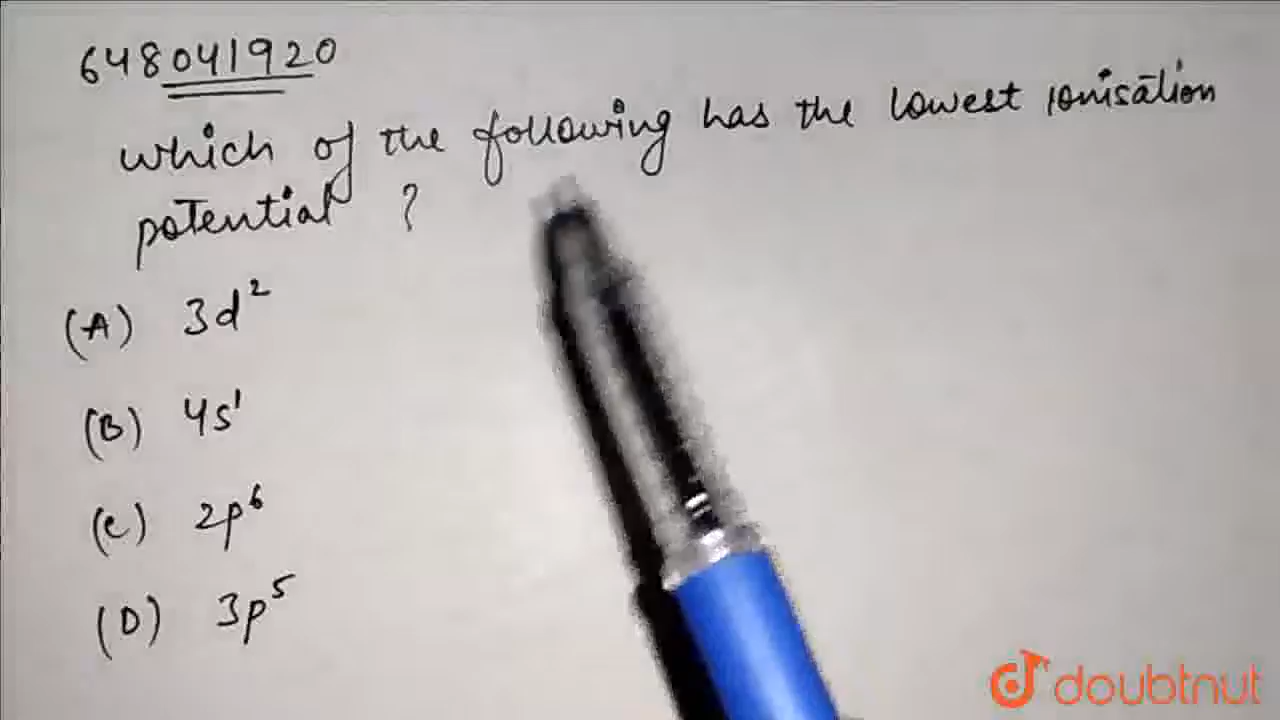 648041920
which of the following has the lowest ionisation
potential ?
(A) 3d²
(B) 4s¹
(C) 2p⁶
(D) 3p⁵
doubtnut